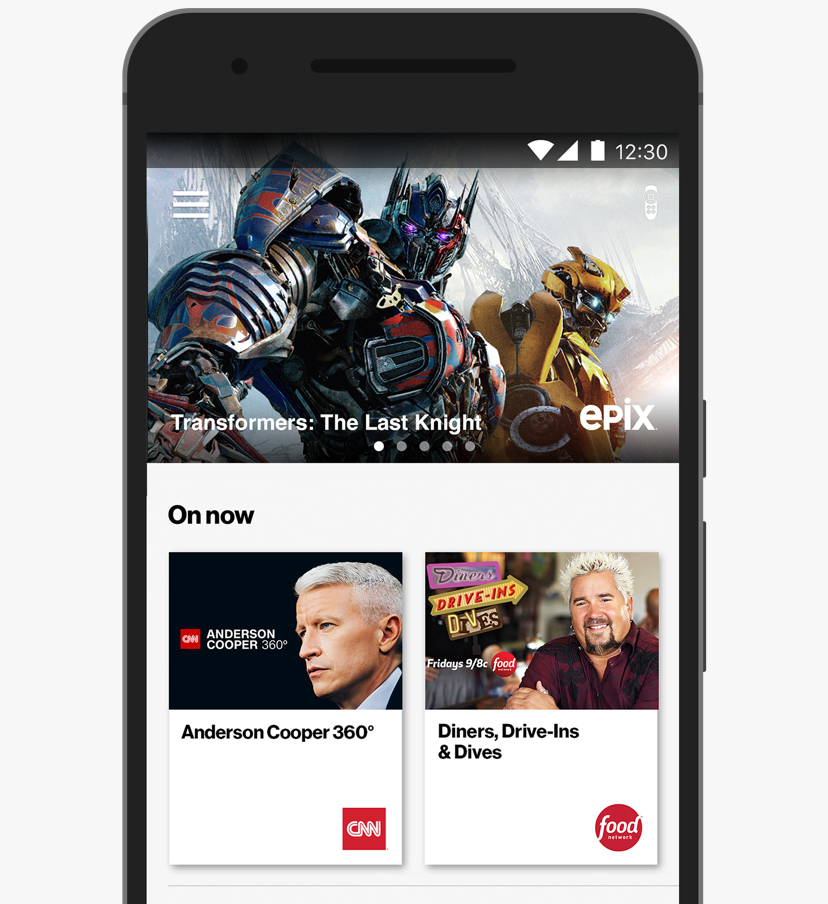 12:30
Transformers: The Last Knight
epix
On now
CNN
ANDERSON
COOPER 360°
Diners
DRIVE-INS
DIVES
Fridays 9/8c food
network
Anderson Cooper 360°
Diners, Drive-Ins
& Dives
CNN
food
network